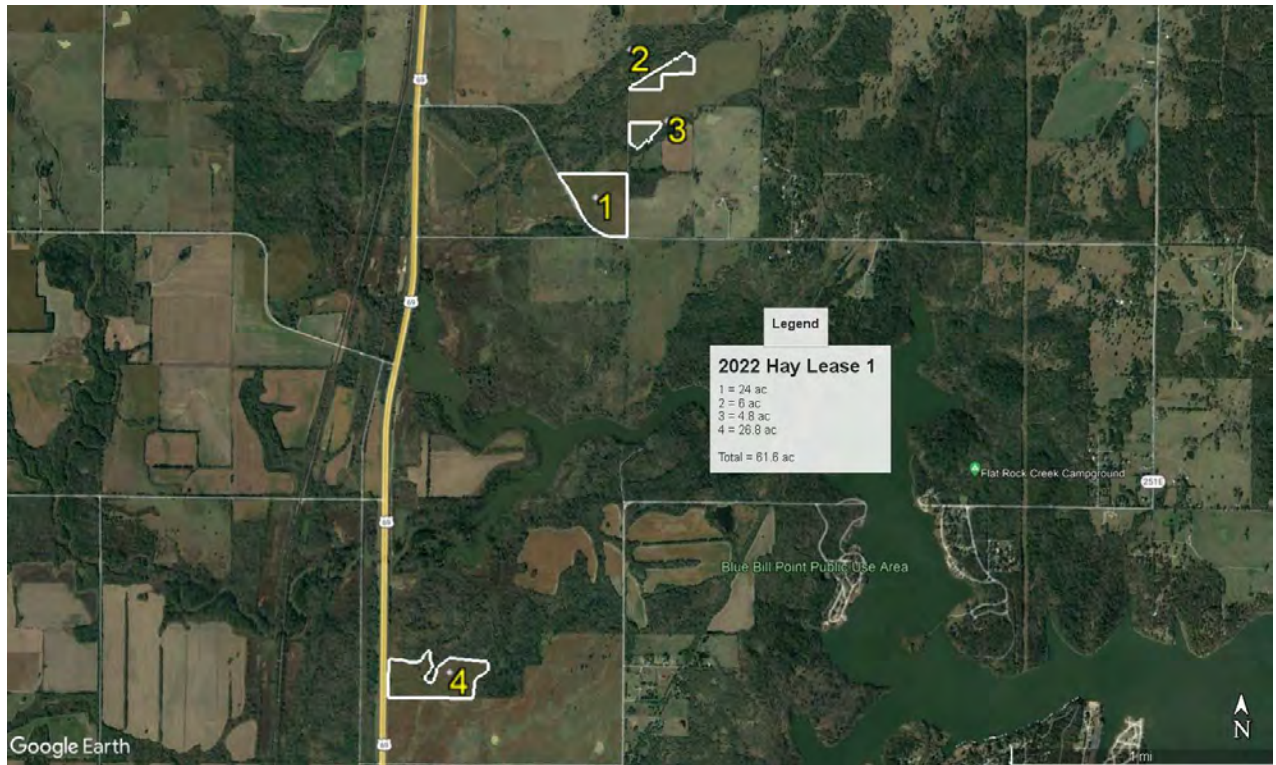 69
2
3
1
69
Legend
2022 Hay Lease 1
1 = 24 ac
2 = 6 ac
3 = 4.8 ac
4 = 26.8 ac
Total = 61.6 ac
Flat Rock Creek Campground
251E
69
Blue Bill Point Public Use Area
4
69
N
Google Earth
1 mi